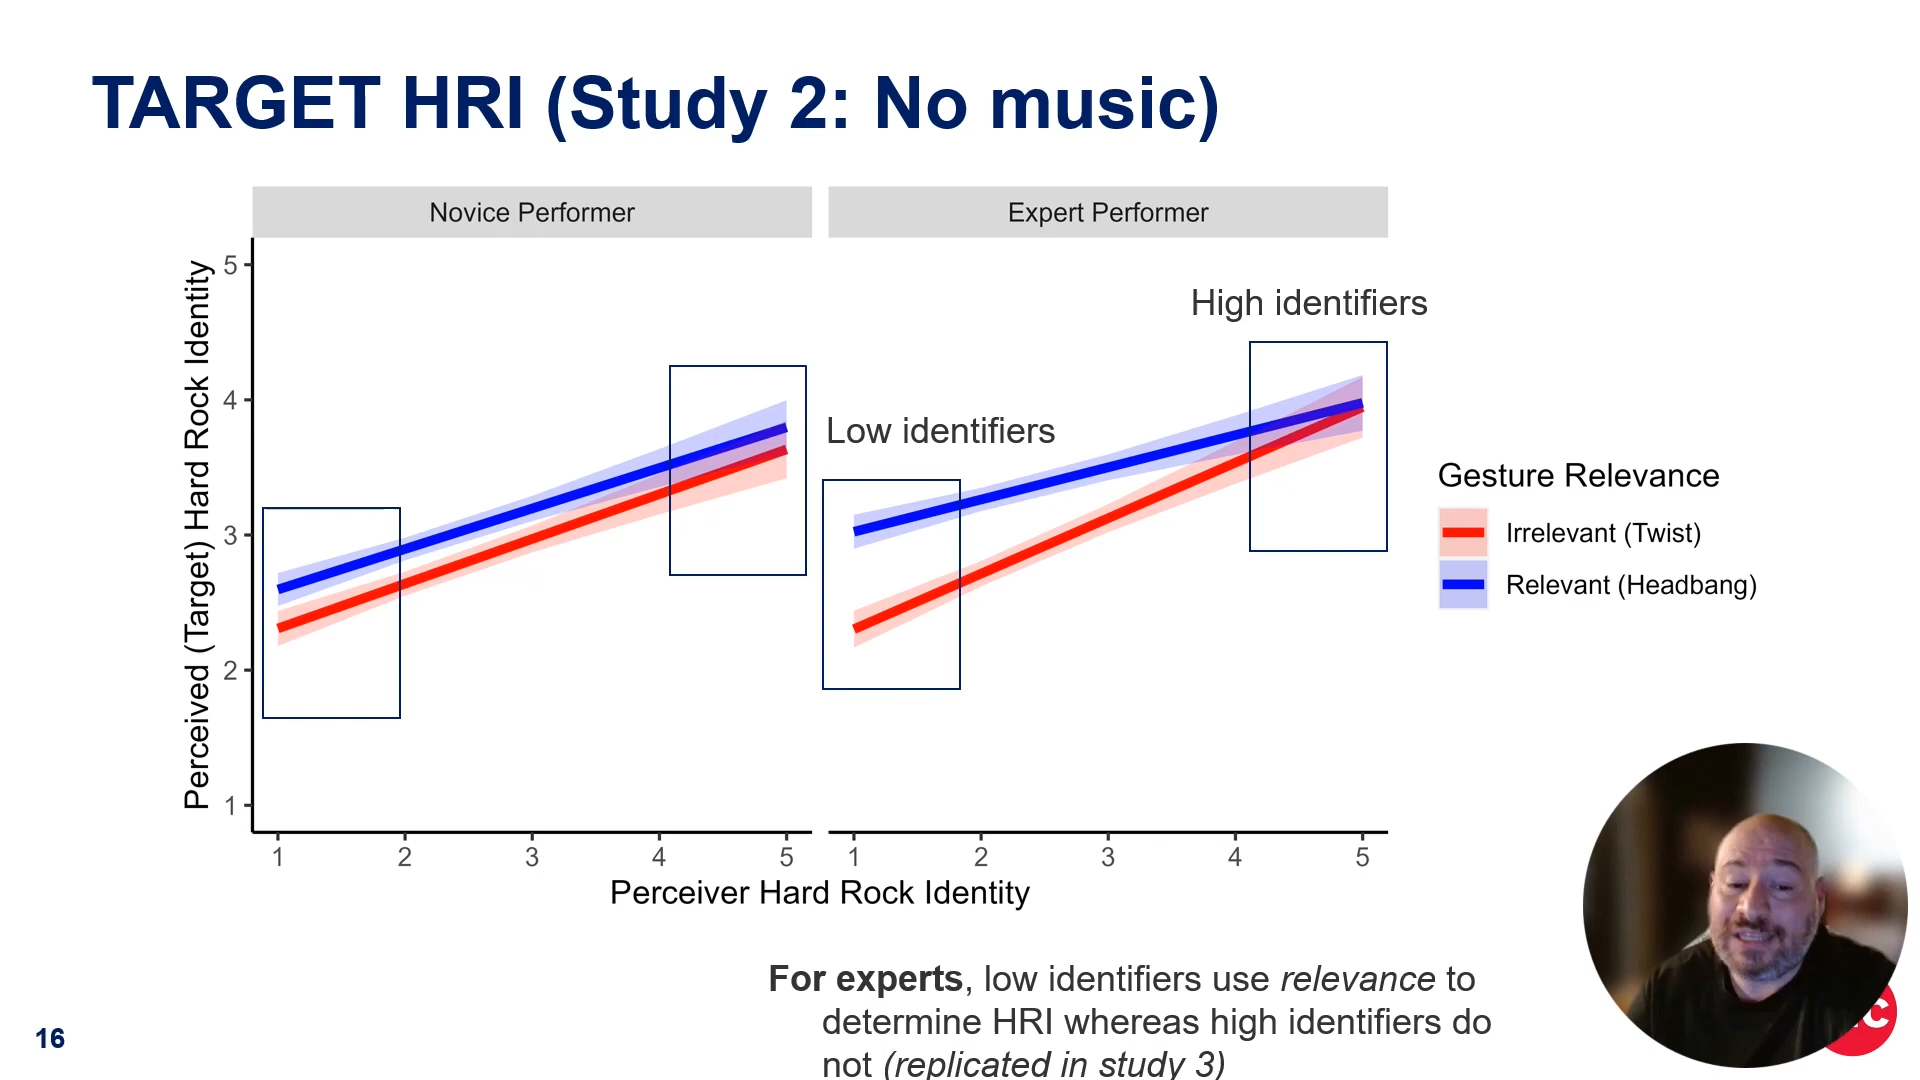 TARGET HRI (Study 2: No music)
Novice Performer
Expert Performer
Perceived (Target) Hard Rock Identity
5
4
3
2
1
High identifiers
Low identifiers
1 2 3 4 5
1 2 3 4 5
Perceiver Hard Rock Identity
Gesture Relevance
Irrelevant (Twist)
Relevant (Headbang)
For experts, low identifiers use relevance to
determine HRI whereas high identifiers do
not (replicated in study 3)
16